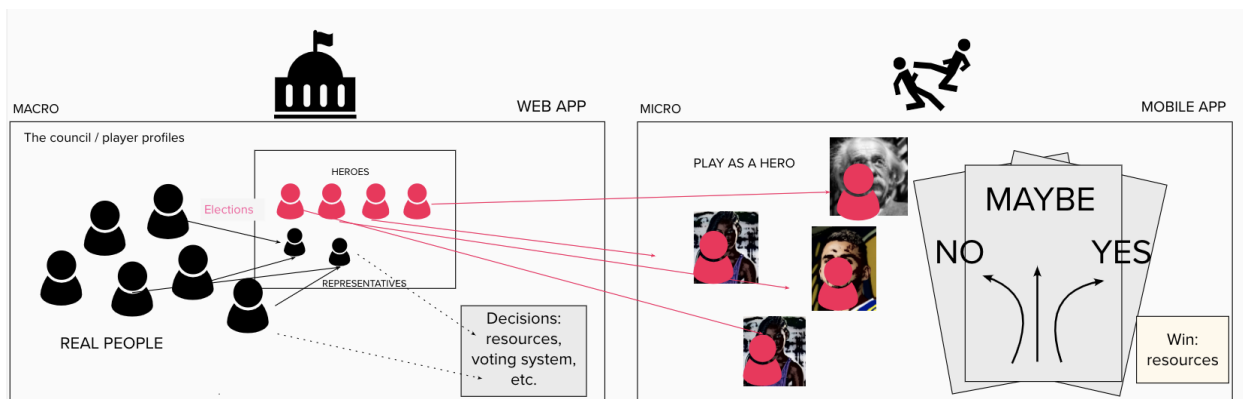 MACRO
WEB APP
The council / player profiles
HEROES
Elections
REPRESENTATIVES
REAL PEOPLE
Decisions:
resources,
voting system,
etc.
MICRO
MOBILE APP
PLAY AS A HERO
MAYBE
NO
YES
Win:
resources